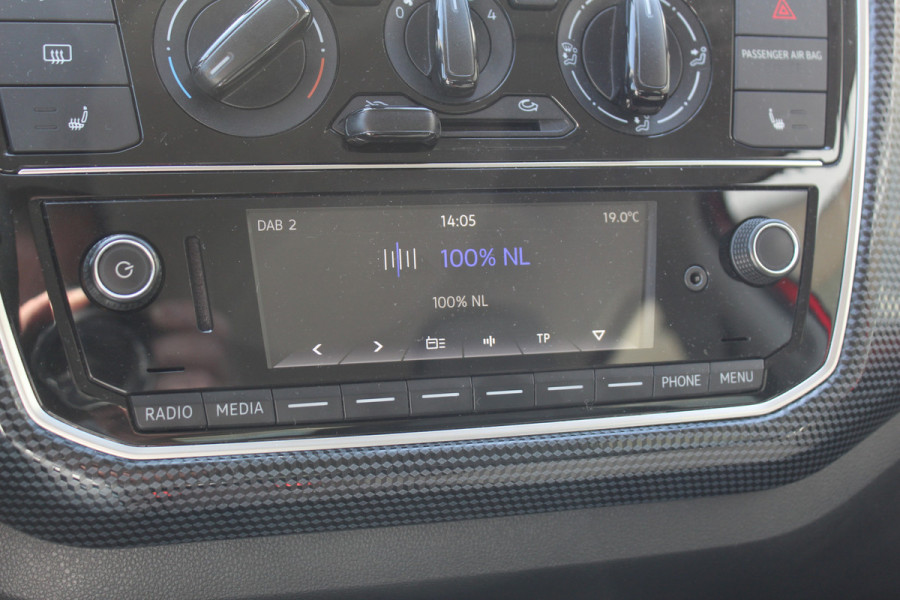 0 4
PASSENGER AIR BAG
DAB 2 14:05 19.0°C
100% NL
100% NL
TP
RADIO MEDIA PHONE MENU